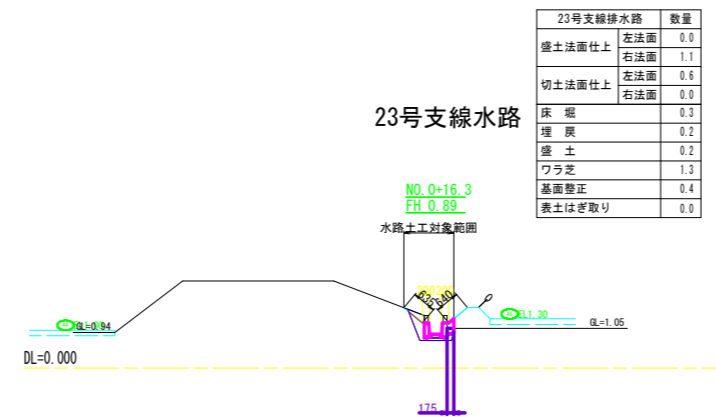 23号支線排水路 数量
盛土法面仕上 左法面 0.0
右法面 1.1
切土法面仕上 左法面 0.6
右法面 0.0
床 堀 0.3
埋 戻 0.2
盛 土 0.2
ワラ芝 1.3
基面整正 0.4
表土はぎ取り 0.0
23号支線水路
NO.0+16.3
FH 0.89
水路土工対象範囲
635
640
EL1.30
GL=0.94
GL=1.05
DL=0.000
175